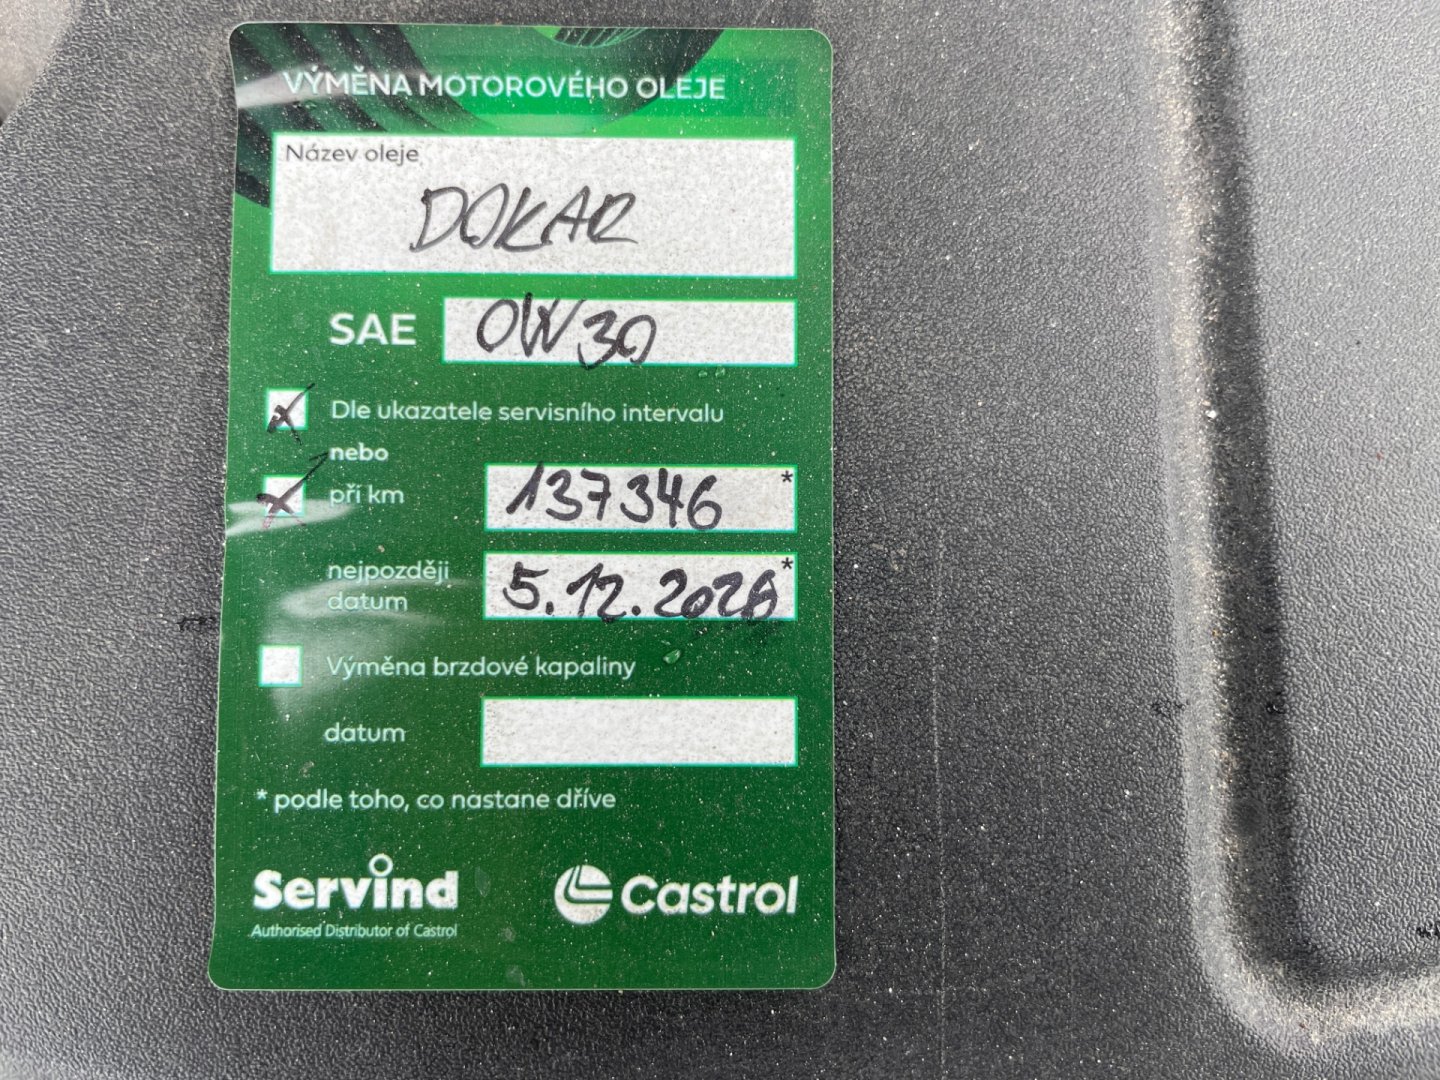 VÝMĚNA MOTOROVÉHO OLEJE
Název oleje
DOKAR
SAE 0W30
Dle ukazatele servisního intervalu
nebo
při km 137346 *
nejpozději
datum 5.12.2026 *
Výměna brzdové kapaliny
datum
* podle toho, co nastane dříve
Servind Castrol
Authorised Distributor of Castrol